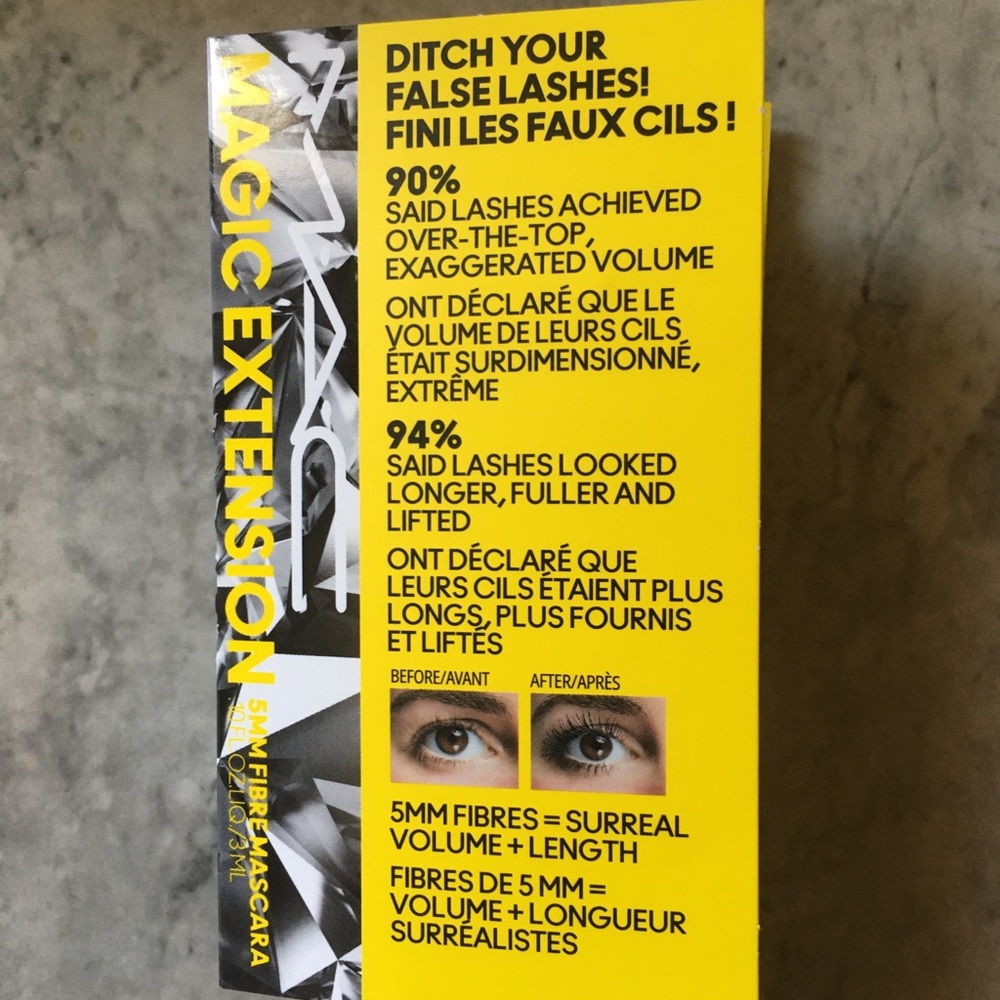 MAC
MAGIC EXTENSION
5MM FIBRE MASCARA
.10 FL.OZ.LIQ/3 ML
DITCH YOUR
FALSE LASHES!
FINI LES FAUX CILS !
90%
SAID LASHES ACHIEVED
OVER-THE-TOP,
EXAGGERATED VOLUME
ONT DÉCLARÉ QUE LE
VOLUME DE LEURS CILS
ÉTAIT SURDIMENSIONNÉ,
EXTRÊME
94%
SAID LASHES LOOKED
LONGER, FULLER AND
LIFTED
ONT DÉCLARÉ QUE
LEURS CILS ÉTAIENT PLUS
LONGS, PLUS FOURNIS
ET LIFTÉS
BEFORE/AVANT
AFTER/APRÈS
5MM FIBRES = SURREAL
VOLUME + LENGTH
FIBRES DE 5 MM =
VOLUME + LONGUEUR
SURRÉALISTES